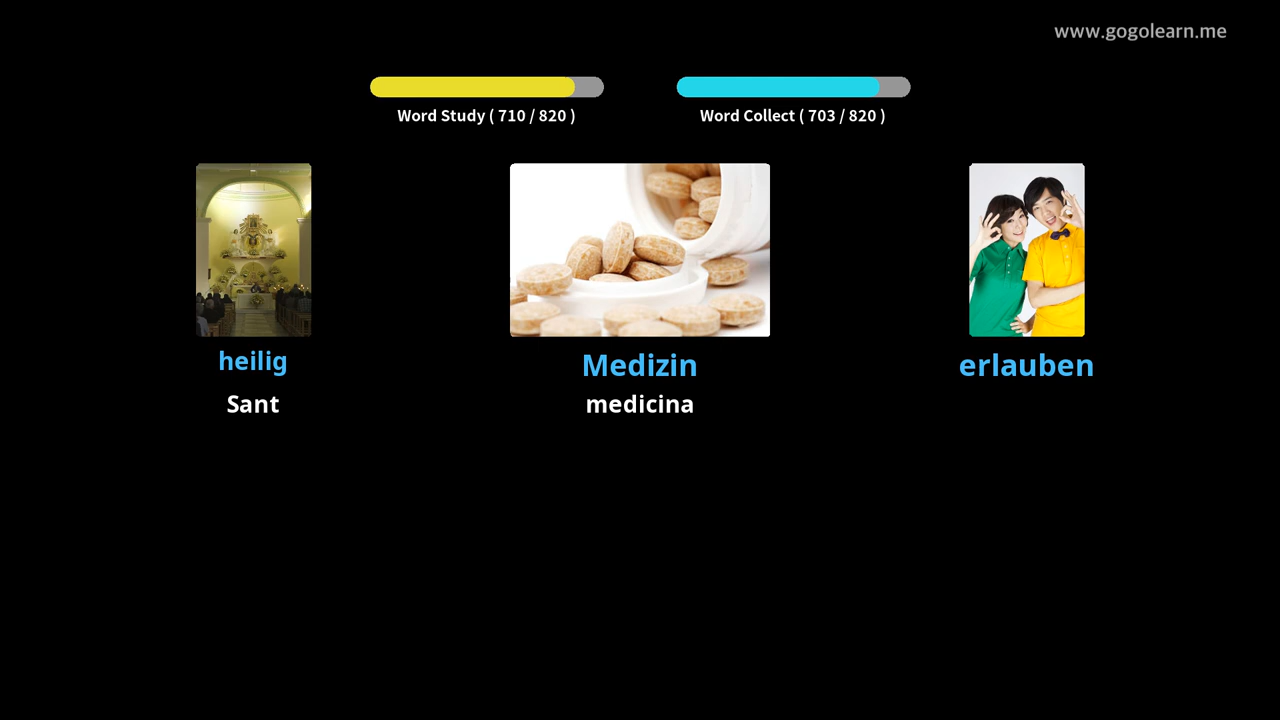 www.gogolearn.me
Word Study ( 710 / 820 )
Word Collect ( 703 / 820 )
heilig
Medizin
erlauben
Sant
medicina